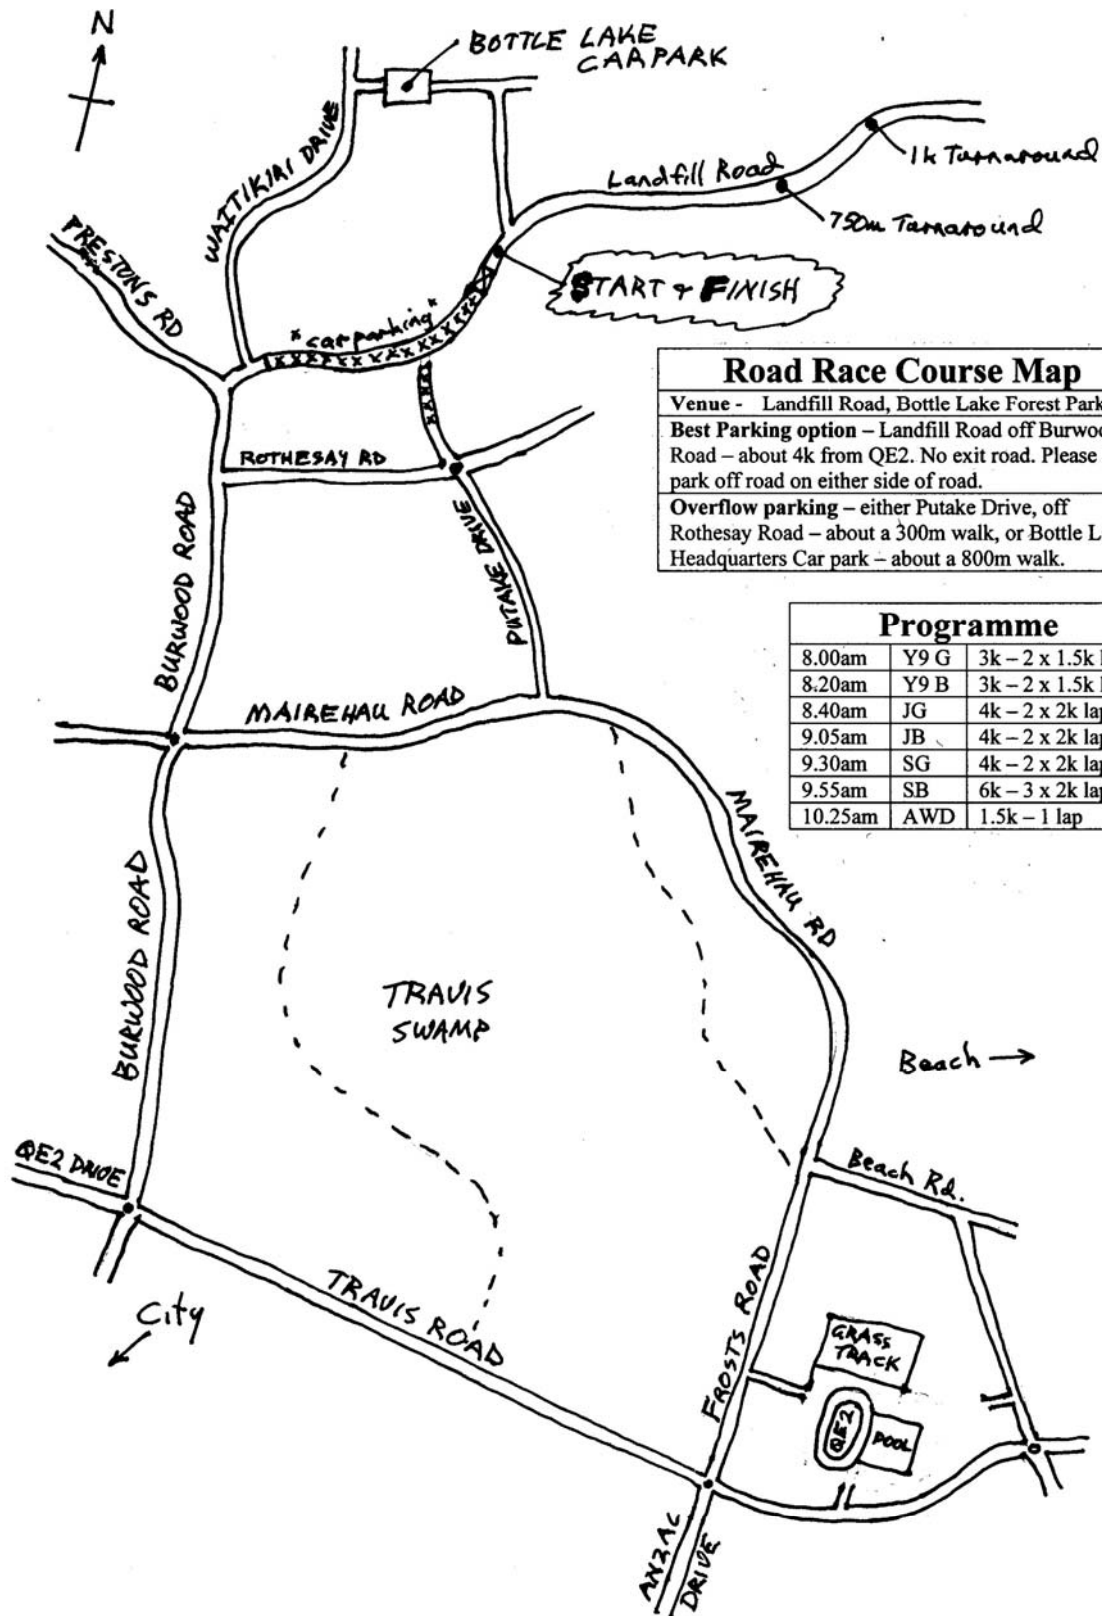 N
BOTTLE LAKE
CARPARK
WAITIKIRI DRIVE
Landfill Road
1k Turnaround
750m Turnaround
PRESTONS RD
START & FINISH
"car parking"
Road Race Course Map
Venue - Landfill Road, Bottle Lake Forest Park
Best Parking option – Landfill Road off Burwoo
Road – about 4k from QE2. No exit road. Please
park off road on either side of road.
Overflow parking – either Putake Drive, off
Rothesay Road – about a 300m walk, or Bottle L
Headquarters Car park – about a 800m walk.
ROTHESAY RD
BURWOOD ROAD
PUTAKE DRIVE
Programme
8.00am Y9 G 3k – 2 x 1.5k l
8.20am Y9 B 3k – 2 x 1.5k l
8.40am JG 4k – 2 x 2k lap
9.05am JB 4k – 2 x 2k lap
9.30am SG 4k – 2 x 2k lap
9.55am SB 6k – 3 x 2k lap
10.25am AWD 1.5k – 1 lap
MAIREHAU ROAD
MAIREHAU RD
BURWOOD ROAD
TRAVIS
SWAMP
Beach
QE2 DRIVE
Beach Rd.
City
TRAVIS ROAD
FROSTS ROAD
GRASS
TRACK
QE2
POOL
ANZAC
DRIVE